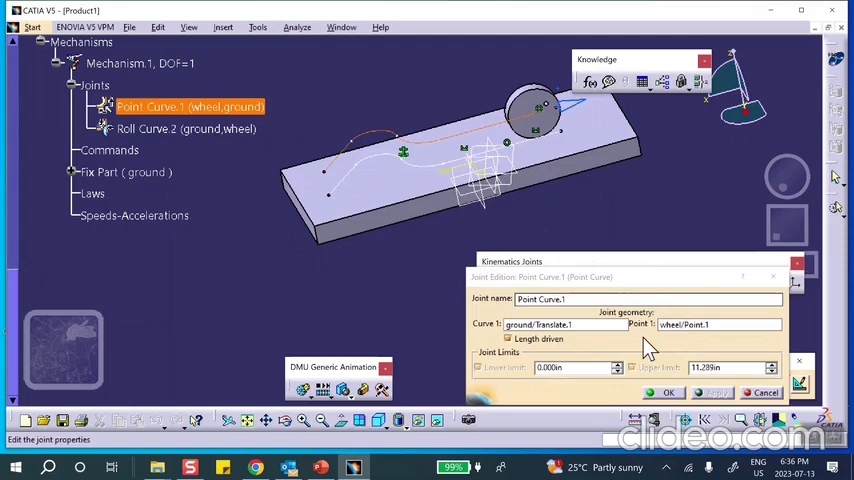 CATIA V5 - [Product1]
Start
ENOVIA V5 VPM
File
Edit
View
Insert
Tools
Analyze
Window
Help
Mechanisms
Mechanism.1, DOF=1
Joints
Point Curve.1 (wheel,ground)
Roll Curve.2 (ground,wheel)
Commands
Fix Part ( ground )
Laws
Speeds-Accelerations
Knowledge
f(x)
z
x
Kinematics Joints
Joint Edition: Point Curve.1 (Point Curve)
?
Joint name:
Point Curve.1
Joint geometry:
Curve 1:
ground/Translate.1
Point 1:
wheel/Point.1
Length driven
Joint Limits
Lower limit:
0.000in
Upper limit:
11.289in
OK
Apply
Cancel
DMU Generic Animation
Edit the joint properties
clideo.com
99%
25°C Partly sunny
ENG
US
6:36 PM
2023-07-13